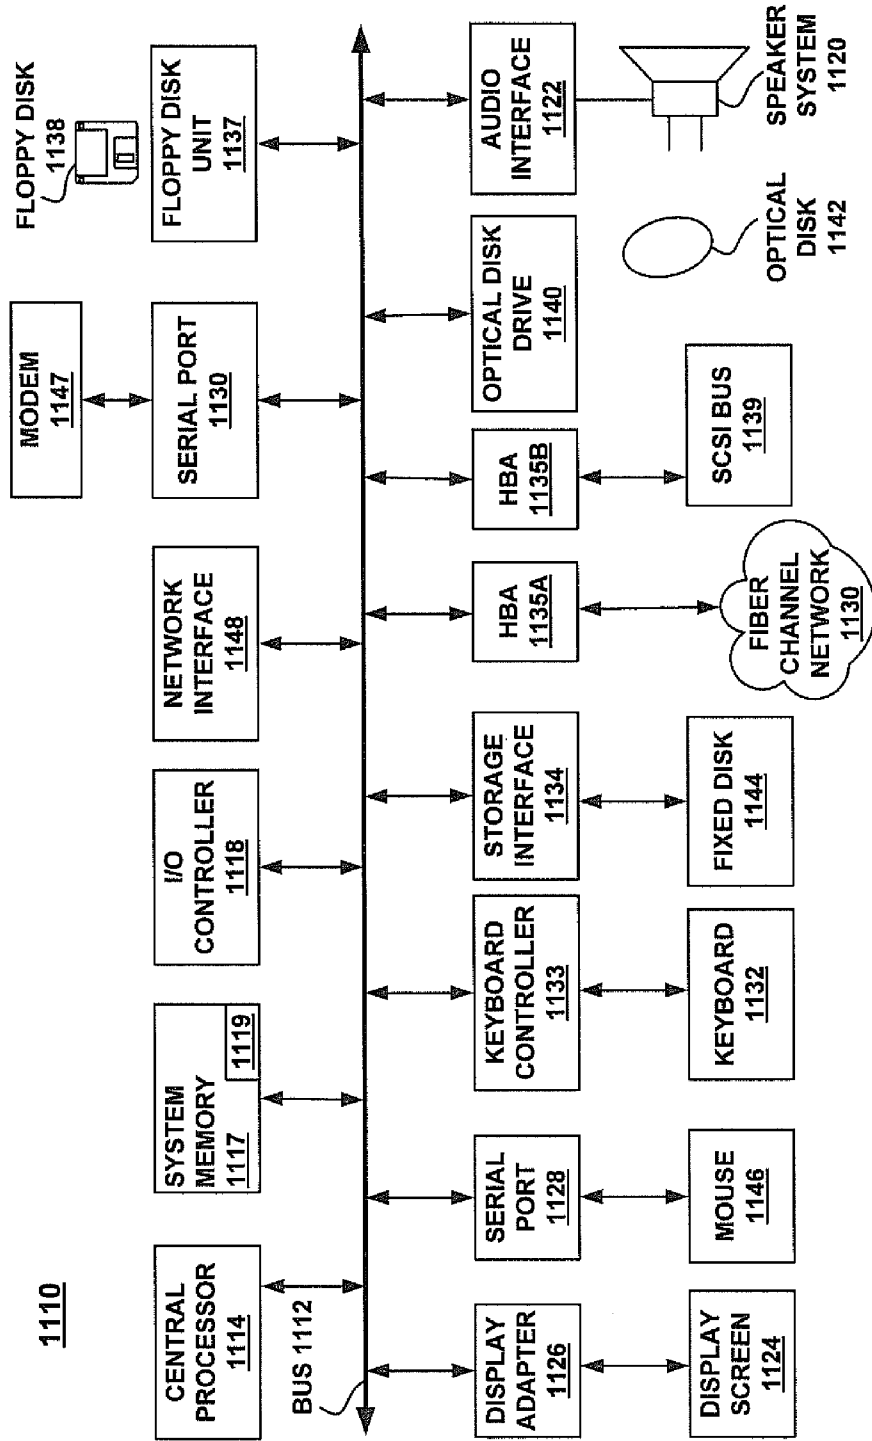 1110
CENTRAL
PROCESSOR
1114
SYSTEM
MEMORY
1117
1119
I/O
CONTROLLER
1118
NETWORK
INTERFACE
1148
MODEM
1147
SERIAL PORT
1130
FLOPPY DISK
1138
FLOPPY DISK
UNIT
1137
BUS 1112
DISPLAY
ADAPTER
1126
SERIAL
PORT
1128
KEYBOARD
CONTROLLER
1133
STORAGE
INTERFACE
1134
HBA
1135A
HBA
1135B
OPTICAL DISK
DRIVE
1140
AUDIO
INTERFACE
1122
DISPLAY
SCREEN
1124
MOUSE
1146
KEYBOARD
1132
FIXED DISK
1144
FIBER
CHANNEL
NETWORK
1130
SCSI BUS
1139
OPTICAL
DISK
1142
SPEAKER
SYSTEM
1120